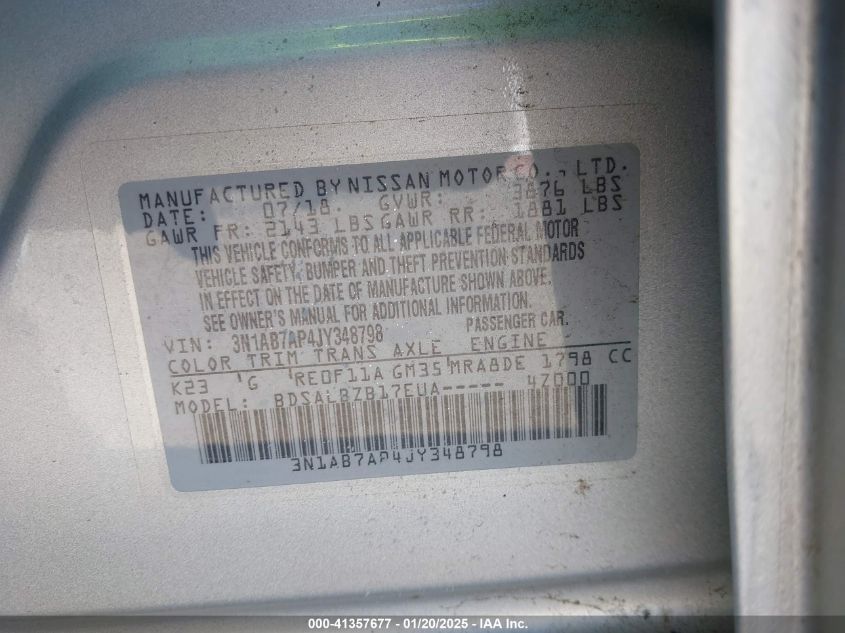 MANUFACTURED BY NISSAN MOTOR CO., LTD.
DATE: 07/18. GVWR: 3876 LBS
GAWR FR: 2143 LBS GAWR RR: 1881 LBS
THIS VEHICLE CONFORMS TO ALL APPLICABLE FEDERAL MOTOR
VEHICLE SAFETY, BUMPER AND THEFT PREVENTION STANDARDS
IN EFFECT ON THE DATE OF MANUFACTURE SHOWN ABOVE.
SEE OWNER'S MANUAL FOR ADDITIONAL INFORMATION.
VIN: 3N1AB7AP4JY348798 PASSENGER CAR.
COLOR TRIM TRANS AXLE ENGINE
K23 'G 'RE0F11A GM35 MRA8DE 1798 CC
MODEL: BDSALBZB17EUA----- 4Z000
3N1AB7AP4JY348798
000-41357677 — 01/20/2025 — IAA Inc.